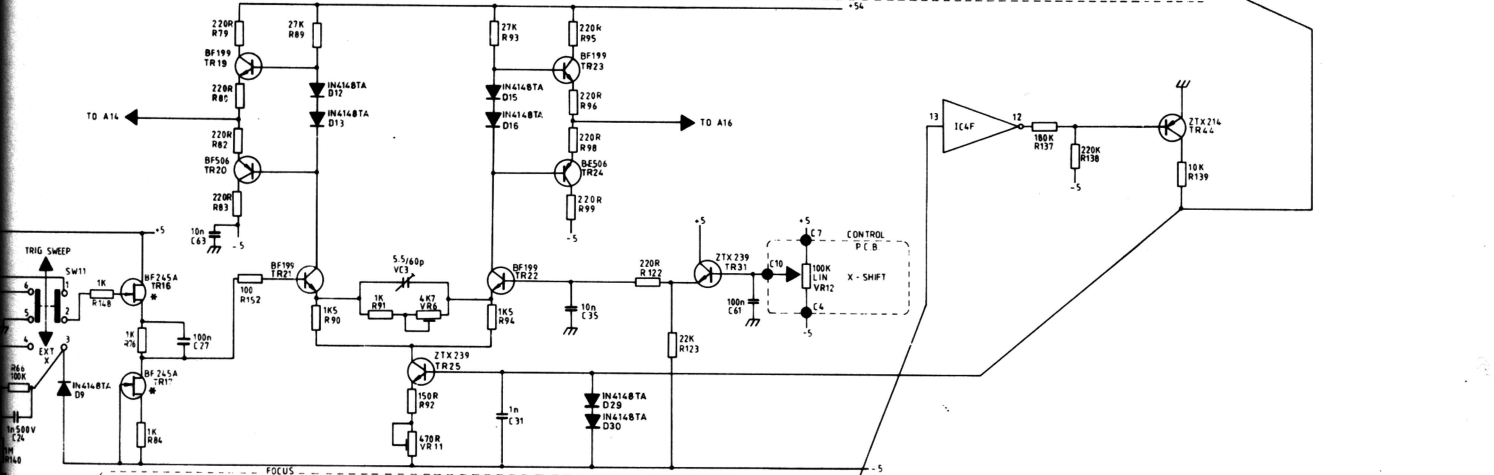 +54
220R
R79
27K
R89
27K
R93
220R
R95
BF199
TR19
BF199
TR23
220R
IN4148TA
D12
IN4148TA
D15
220R
R96
IN4148TA
D13
IN4148TA
D16
TO A14
TO A16
220R
R82
220R
R98
BF506
TR20
BF506
TR24
220R
R83
220R
R99
10n
C63
-5
-5
13
IC4F
12
180K
R137
220K
R138
-5
ZTX214
TR44
10K
R139
+5
TRIG SWEEP
SW11
6
1
5
2
4
3
EXT
X
1K
R148
BF245A
TR16
*
1K
R76
100n
C27
BF245A
TR17
*
R66
100K
IN4148TA
D9
1n500V
C24
1M
R140
1K
R84
100
R152
BF199
TR21
5.5/60p
VC3
1K
R91
4K7
VR6
BF199
TR22
1K5
R90
1K5
R94
10n
C35
220R
R122
+5
ZTX239
TR31
C10
100n
C61
+5
C7
CONTROL
P.C.B
100K
LIN
VR12
X-SHIFT
C4
-5
22K
R123
ZTX239
TR25
150R
R92
470R
VR11
1n
C31
IN4148TA
D29
IN4148TA
D30
-5
FOCUS